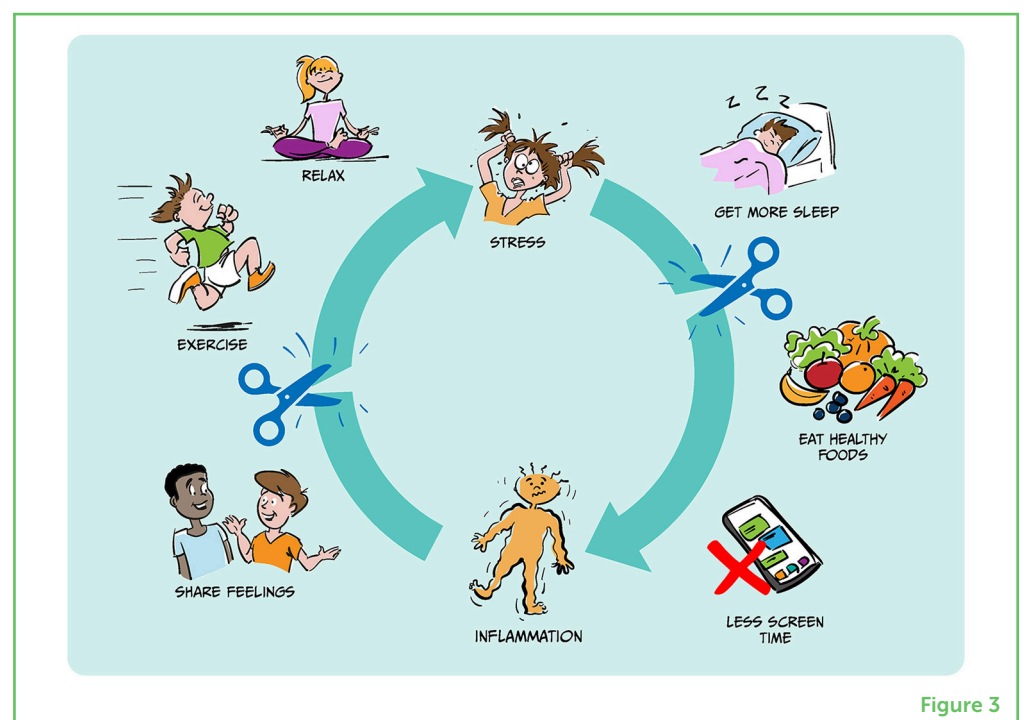 Z Z Z
RELAX
GET MORE SLEEP
STRESS
EXERCISE
EAT HEALTHY
FOODS
SHARE FEELINGS
LESS SCREEN
TIME
INFLAMMATION
Figure 3